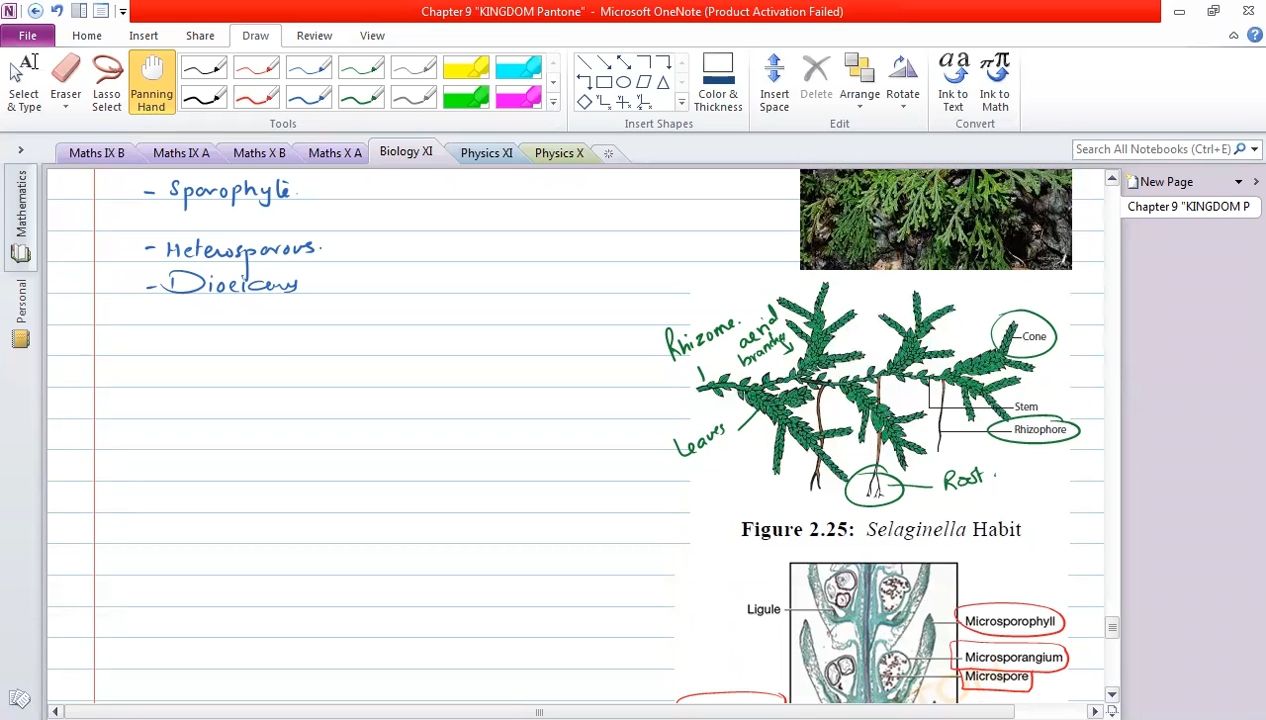 Chapter 9 "KINGDOM Pantone" - Microsoft OneNote (Product Activation Failed)
File Home Insert Share Draw Review View
Select & Type
Eraser
Lasso Select
Panning Hand
Color & Thickness
Insert Space
Delete
Arrange
Rotate
Ink to Text
Ink to Math
Tools
Insert Shapes
Edit
Convert
Maths IX B Maths IX A Maths X B Maths X A Biology XI Physics XI Physics X
Search All Notebooks (Ctrl+E)
New Page
Chapter 9 "KINGDOM P
Mathematics
Personal
- Sporophyte.
- Heterosporous.
- Dioicous
Rhizome.
aerial
branches
Cone
Stem
Rhizophore
Leaves
Root
Figure 2.25: Selaginella Habit
Ligule
Microsporophyll
Microsporangium
Microspore